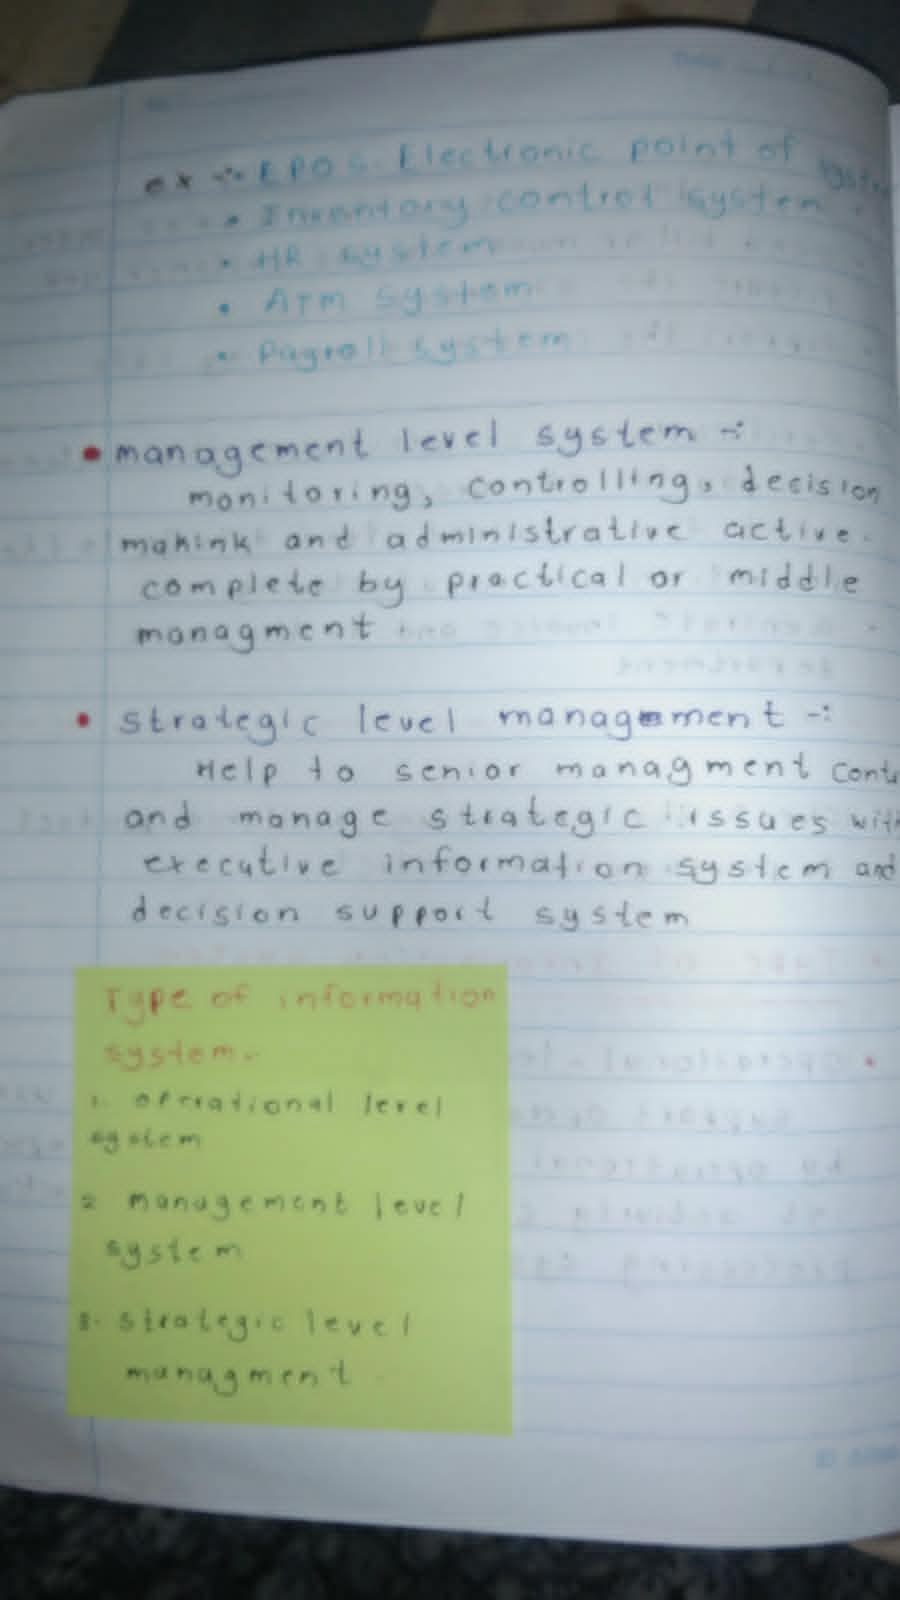 ex -:• EPOS. Electronic point of system
• Inventory control system
• HR system
• ATM system
• Payroll system
• management level system -:
monitoring, controlling, decision
mahink and administrative active.
complete by practical or middle
managment
• Strategic level management -:
Help to senior managment
and manage strategic issues with
executive information system and
decision support system
Type of information
system.
1. operational level
system
2 management level
system
3. strategic level
managment